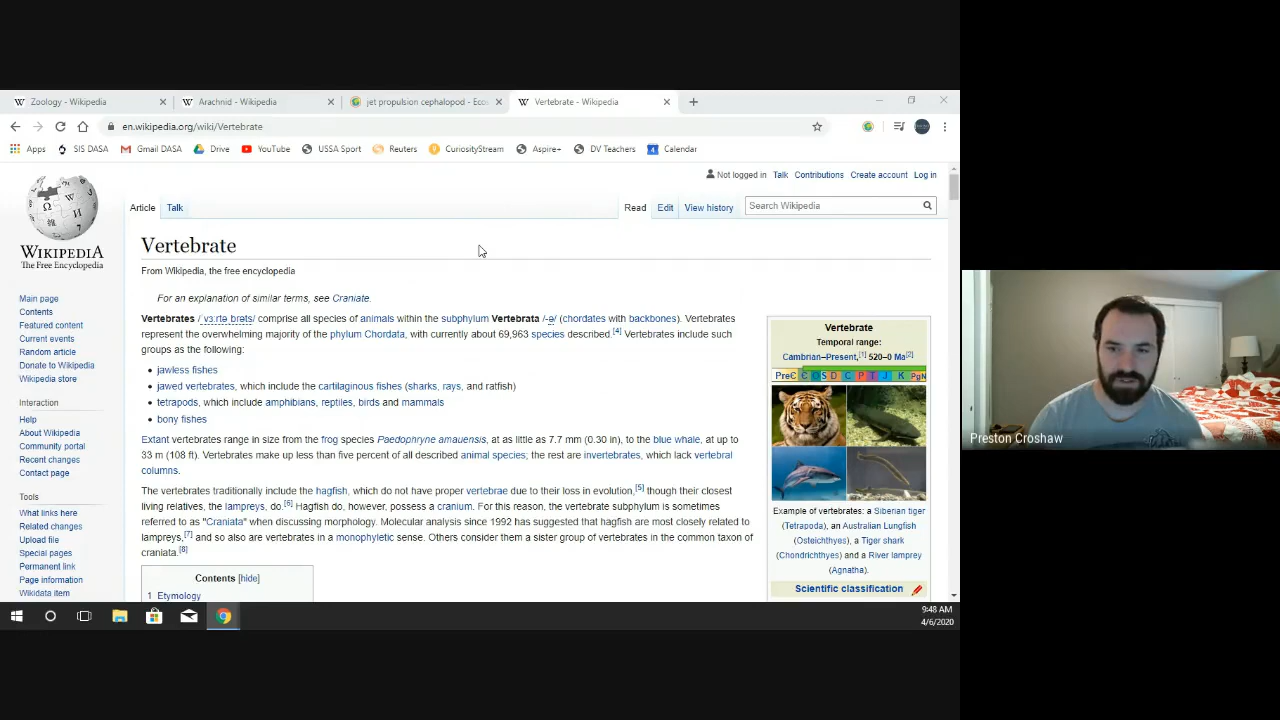 Zoology - Wikipedia
Arachnid - Wikipedia
jet propulsion cephalopod - Ecos
Vertebrate - Wikipedia
en.wikipedia.org/wiki/Vertebrate
Apps SIS DASA Gmail DASA Drive YouTube USSA Sport Reuters CuriosityStream Aspire+ DV Teachers Calendar
Not logged in Talk Contributions Create account Log in
Article Talk Read Edit View history Search Wikipedia
WIKIPEDIA
The Free Encyclopedia
Main page
Contents
Featured content
Current events
Random article
Donate to Wikipedia
Wikipedia store
Interaction
Help
About Wikipedia
Community portal
Recent changes
Contact page
Tools
What links here
Related changes
Upload file
Special pages
Permanent link
Page information
Wikidata item
Vertebrate
From Wikipedia, the free encyclopedia
For an explanation of similar terms, see Craniate.
Vertebrates /ˈvɜːrtəbrəts/ comprise all species of animals within the subphylum Vertebrata /-ə/ (chordates with backbones). Vertebrates
represent the overwhelming majority of the phylum Chordata, with currently about 69,963 species described.[4] Vertebrates include such
groups as the following:
• jawless fishes
• jawed vertebrates, which include the cartilaginous fishes (sharks, rays, and ratfish)
• tetrapods, which include amphibians, reptiles, birds and mammals
• bony fishes
Extant vertebrates range in size from the frog species Paedophryne amauensis, at as little as 7.7 mm (0.30 in), to the blue whale, at up to
33 m (108 ft). Vertebrates make up less than five percent of all described animal species; the rest are invertebrates, which lack vertebral
columns.
The vertebrates traditionally include the hagfish, which do not have proper vertebrae due to their loss in evolution,[5] though their closest
living relatives, the lampreys, do.[6] Hagfish do, however, possess a cranium. For this reason, the vertebrate subphylum is sometimes
referred to as "Craniata" when discussing morphology. Molecular analysis since 1992 has suggested that hagfish are most closely related to
lampreys,[7] and so also are vertebrates in a monophyletic sense. Others consider them a sister group of vertebrates in the common taxon of
craniata.[8]
Contents [hide]
1 Etymology
Vertebrate
Temporal range:
Cambrian–Present,[1] 520–0 Ma[2]
PreЄ Є O S D C P T J K PgN
Example of vertebrates: a Siberian tiger
(Tetrapoda), an Australian Lungfish
(Osteichthyes), a Tiger shark
(Chondrichthyes) and a River lamprey
(Agnatha).
Scientific classification
9:48 AM
4/6/2020
Preston Croshaw